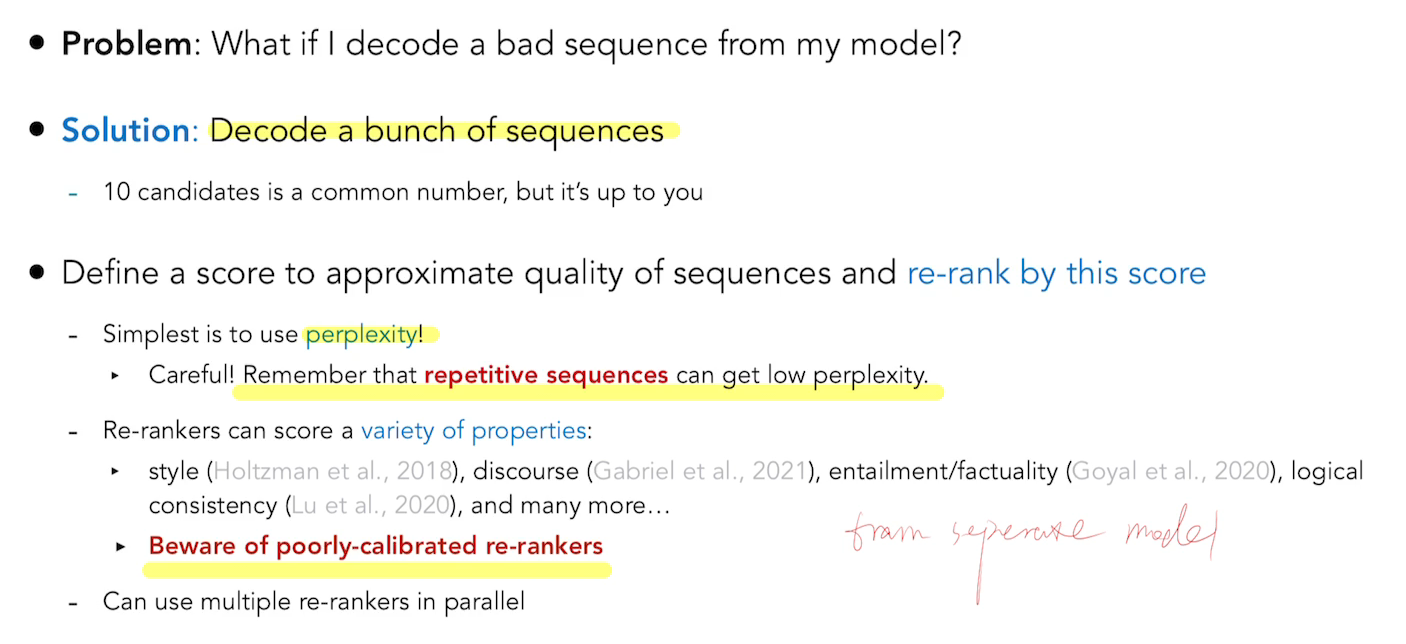 ● Problem: What if I decode a bad sequence from my model?
● Solution: Decode a bunch of sequences
- 10 candidates is a common number, but it's up to you
● Define a score to approximate quality of sequences and re-rank by this score
- Simplest is to use perplexity!
▸ Careful! Remember that repetitive sequences can get low perplexity.
- Re-rankers can score a variety of properties:
▸ style (Holtzman et al., 2018), discourse (Gabriel et al., 2021), entailment/factuality (Goyal et al., 2020), logical
consistency (Lu et al., 2020), and many more…
fram seperate model
▸ Beware of poorly-calibrated re-rankers
- Can use multiple re-rankers in parallel